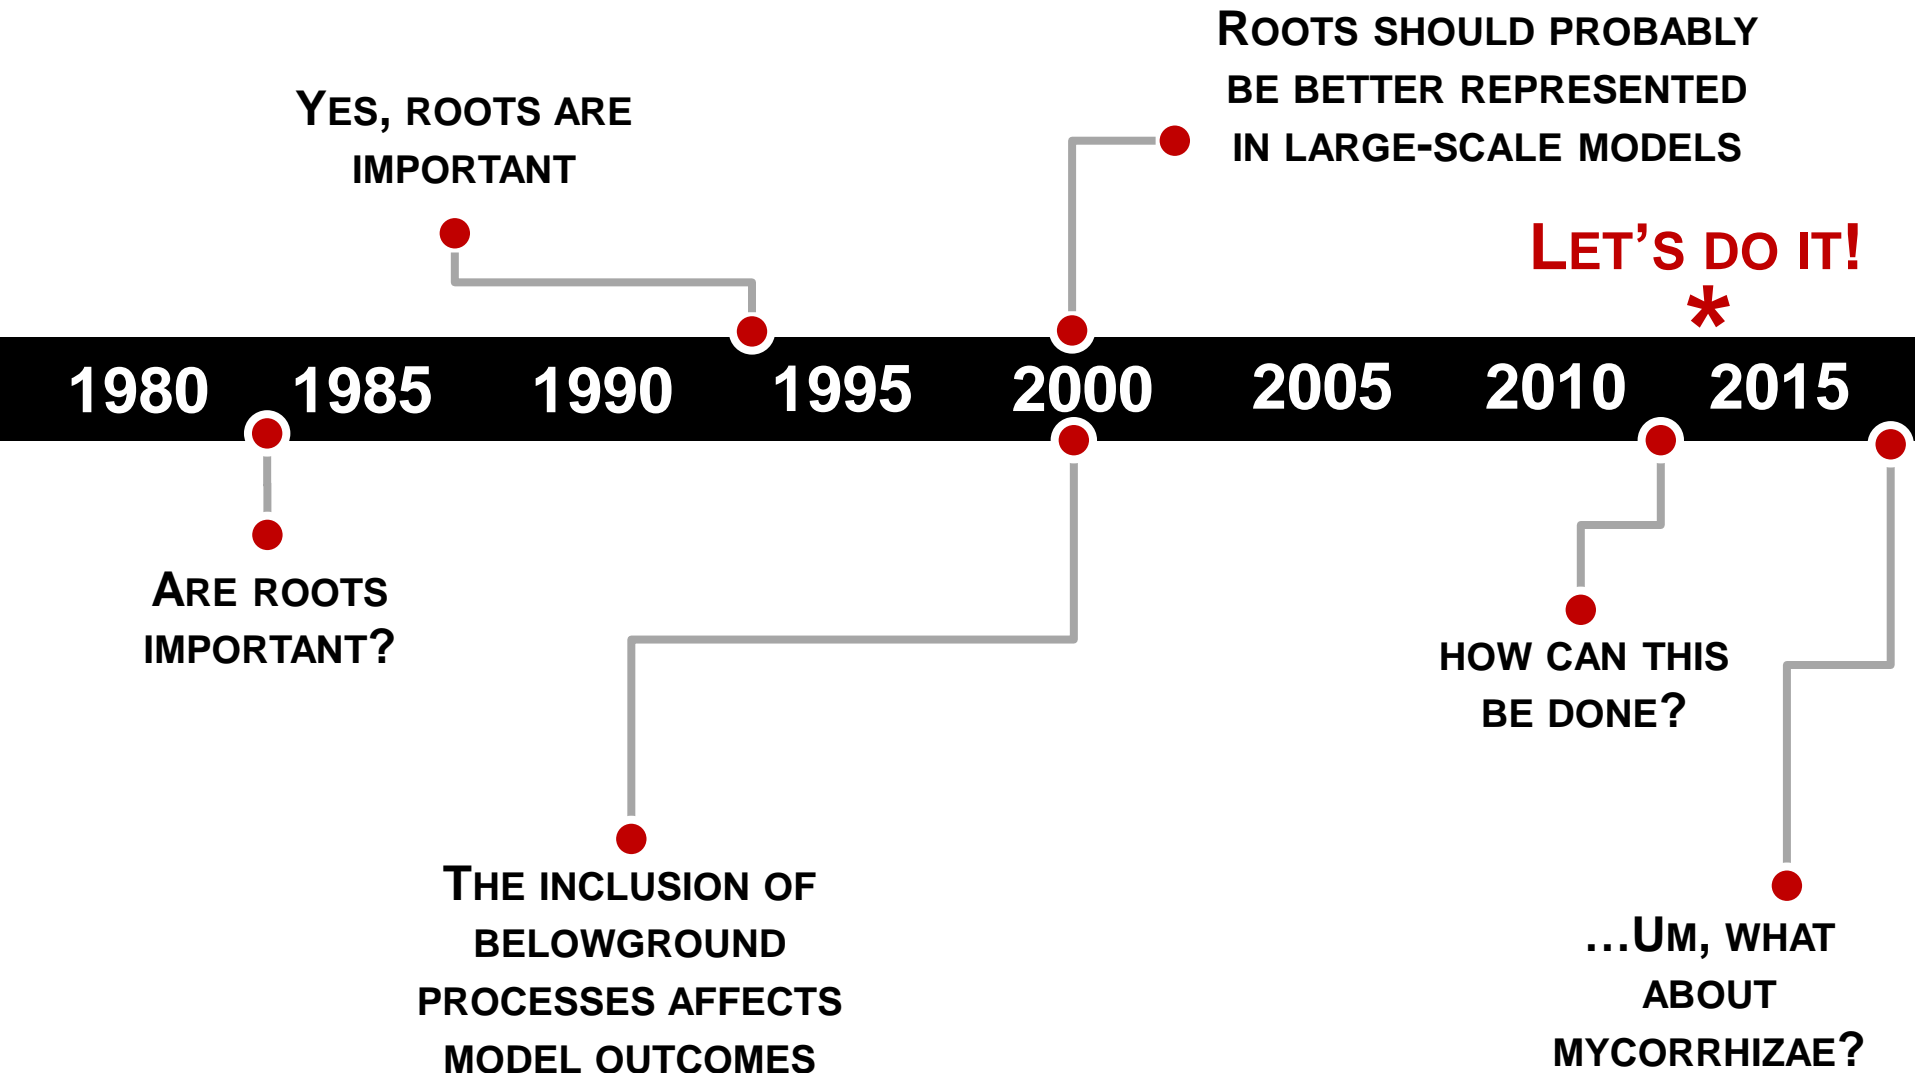 ROOTS SHOULD PROBABLY
BE BETTER REPRESENTED
IN LARGE-SCALE MODELS
YES, ROOTS ARE
IMPORTANT
LET’S DO IT!
*
1980 1985 1990 1995 2000 2005 2010 2015
ARE ROOTS
IMPORTANT?
HOW CAN THIS
BE DONE?
THE INCLUSION OF
BELOWGROUND
PROCESSES AFFECTS
MODEL OUTCOMES
…UM, WHAT
ABOUT
MYCORRHIZAE?